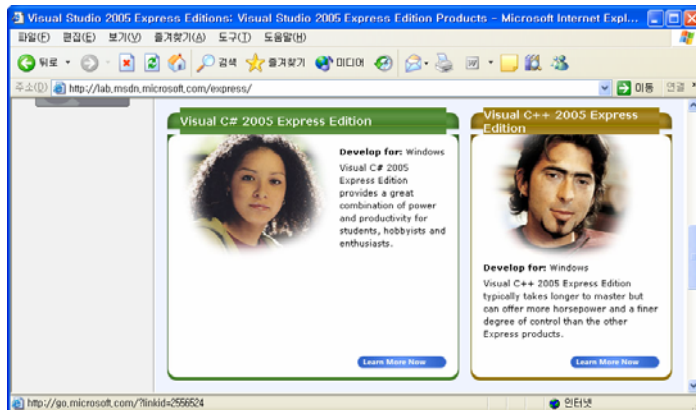 Visual Studio 2005 Express Editions: Visual Studio 2005 Express Edition Products - Microsoft Internet Expl...
파일(F) 편집(E) 보기(V) 즐겨찾기(A) 도구(T) 도움말(H)
뒤로 검색 즐겨찾기 미디어
주소(D) http://lab.msdn.microsoft.com/express/ 이동 연결 »
Visual C# 2005 Express Edition
Develop for: Windows
Visual C# 2005
Express Edition
provides a great
combination of power
and productivity for
students, hobbyists and
enthusiasts.
Learn More Now
Visual C++ 2005 Express
Edition
Develop for: Windows
Visual C++ 2005 Express Edition
typically takes longer to master but
can offer more horsepower and a finer
degree of control than the other
Express products.
Learn More Now
http://go.microsoft.com/?linkid=2556524 인터넷